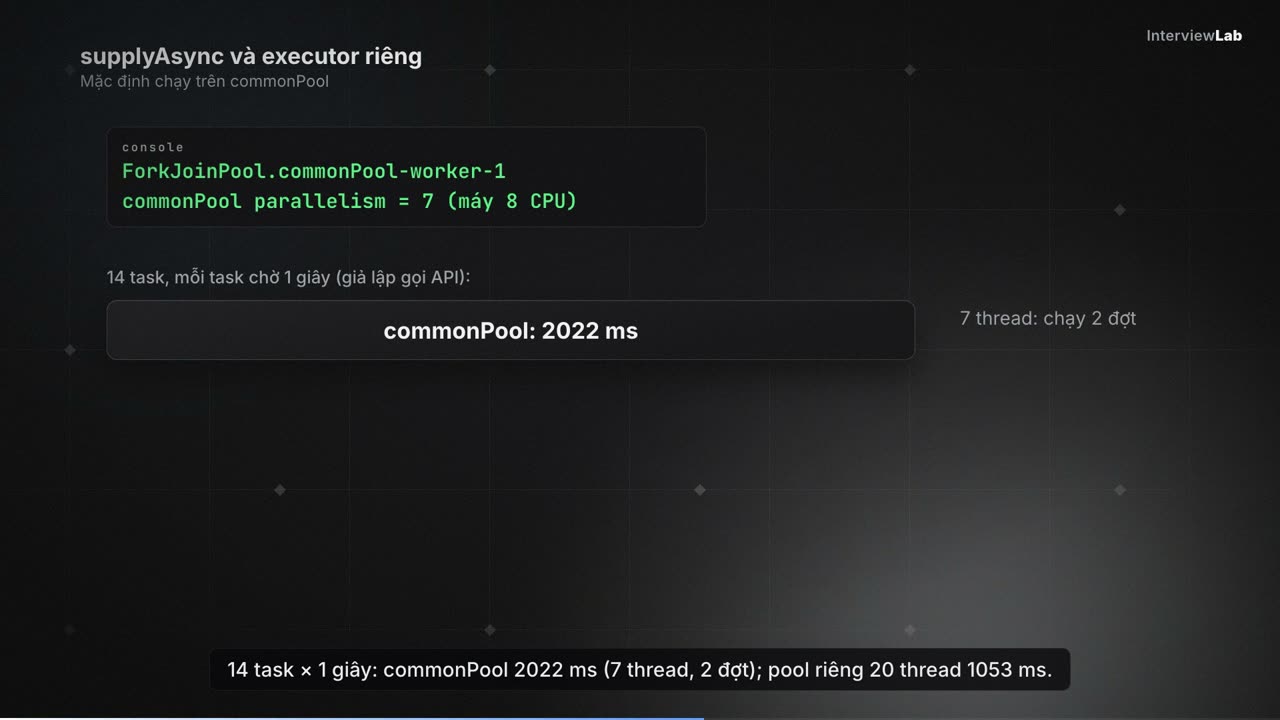 InterviewLab
supplyAsync và executor riêng
Mặc định chạy trên commonPool
console
ForkJoinPool.commonPool-worker-1
commonPool parallelism = 7 (máy 8 CPU)
14 task, mỗi task chờ 1 giây (giả lập gọi API):
commonPool: 2022 ms
7 thread: chạy 2 đợt
14 task × 1 giây: commonPool 2022 ms (7 thread, 2 đợt); pool riêng 20 thread 1053 ms.